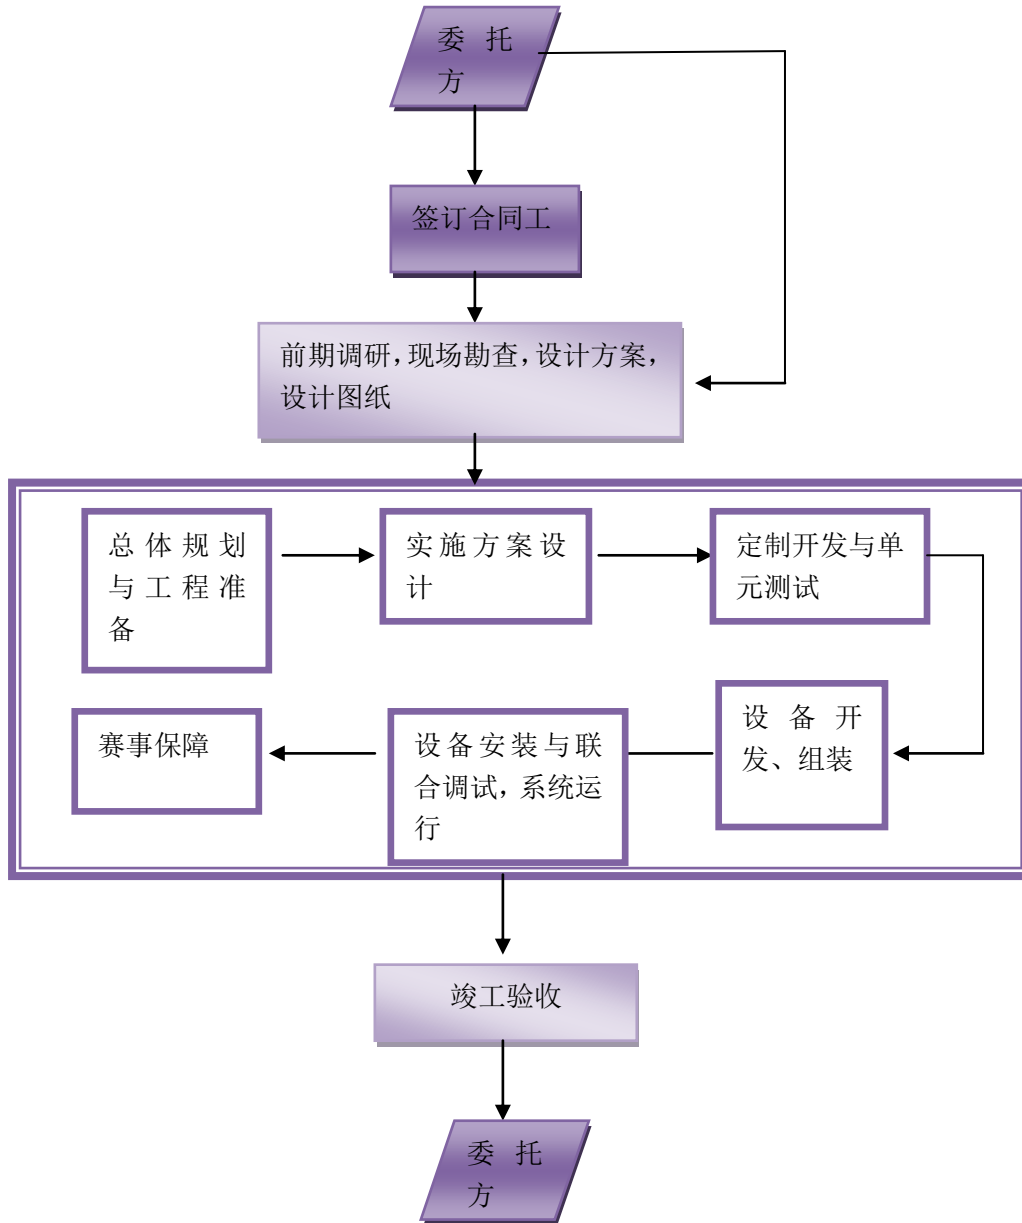 委托
方
签订合同工
前期调研,现场勘查,设计方案,
设计图纸
总体规划
与工程准
备
实施方案设
计
定制开发与单
元测试
赛事保障
设备安装与联
合调试,系统运
行
设备开
发、组装
竣工验收
委托
方